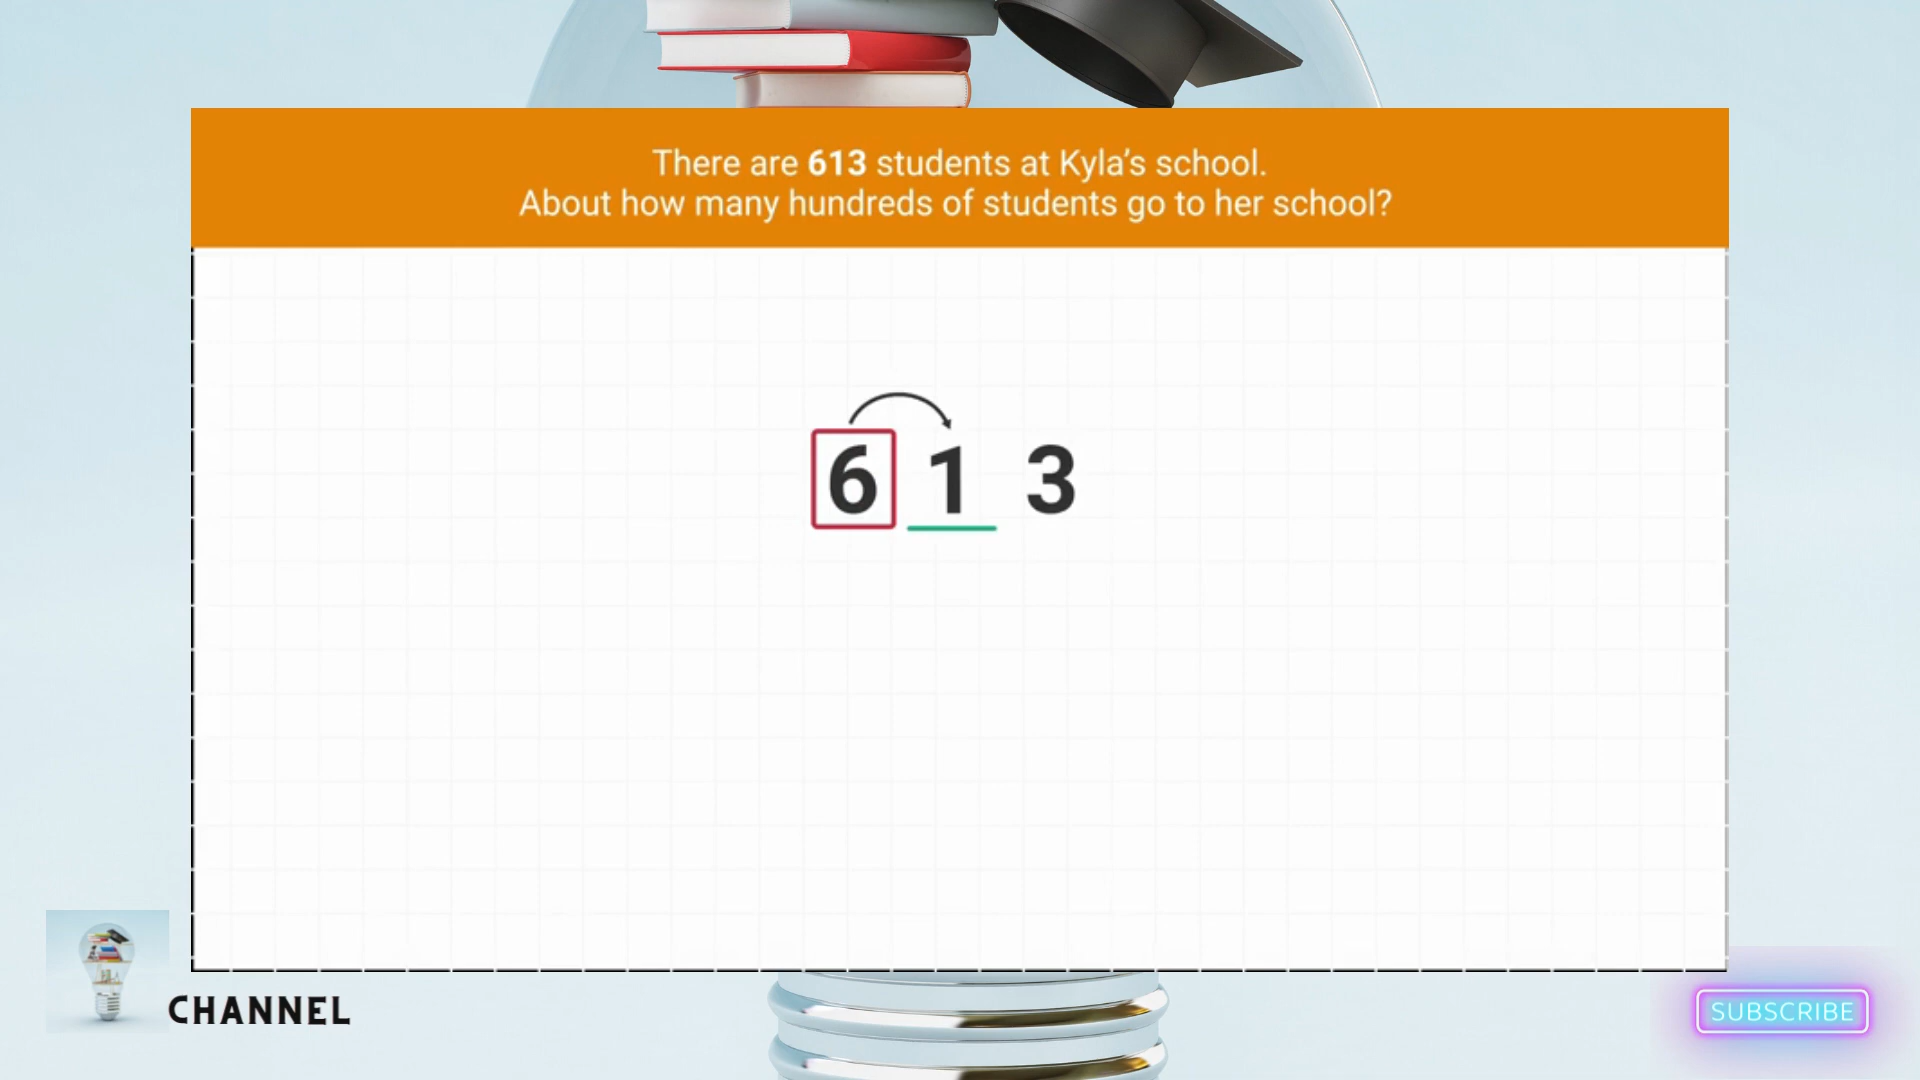 There are 613 students at Kyla’s school.
About how many hundreds of students go to her school?
6 1 3
CHANNEL
SUBSCRIBE